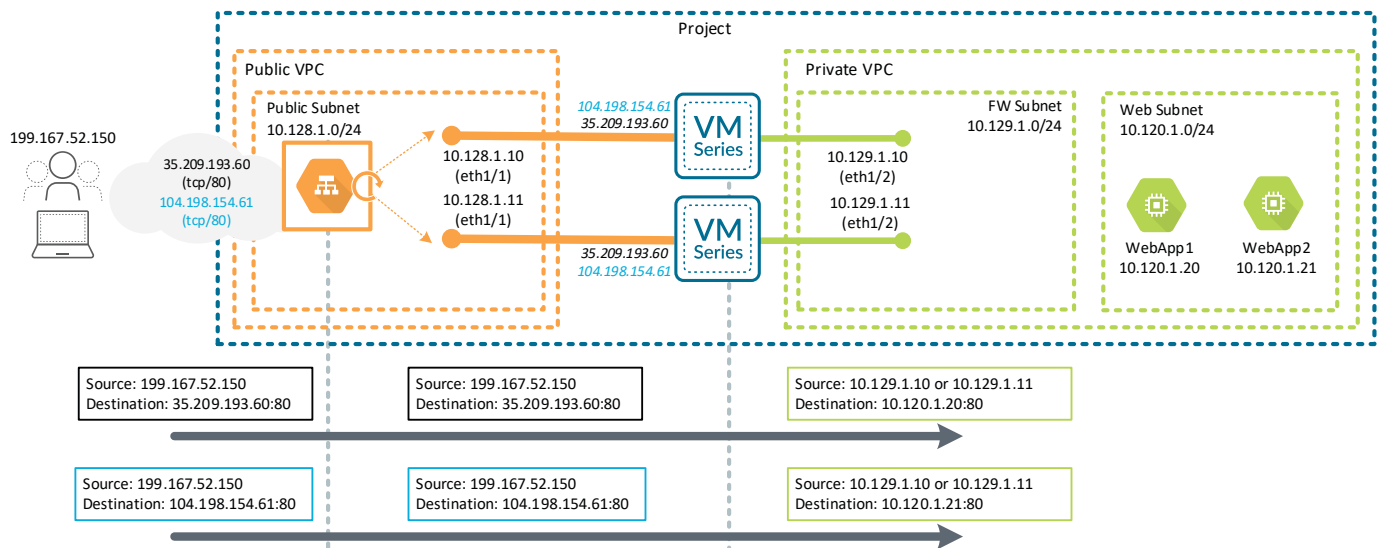 Project
Public VPC
Public Subnet
10.128.1.0/24
199.167.52.150
35.209.193.60
(tcp/80)
104.198.154.61
(tcp/80)
10.128.1.10
(eth1/1)
10.128.1.11
(eth1/1)
104.198.154.61
35.209.193.60
VM
Series
35.209.193.60
104.198.154.61
VM
Series
Private VPC
FW Subnet
10.129.1.0/24
10.129.1.10
(eth1/2)
10.129.1.11
(eth1/2)
Web Subnet
10.120.1.0/24
WebApp1
10.120.1.20
WebApp2
10.120.1.21
Source: 199.167.52.150
Destination: 35.209.193.60:80
Source: 199.167.52.150
Destination: 35.209.193.60:80
Source: 10.129.1.10 or 10.129.1.11
Destination: 10.120.1.20:80
Source: 199.167.52.150
Destination: 104.198.154.61:80
Source: 199.167.52.150
Destination: 104.198.154.61:80
Source: 10.129.1.10 or 10.129.1.11
Destination: 10.120.1.21:80